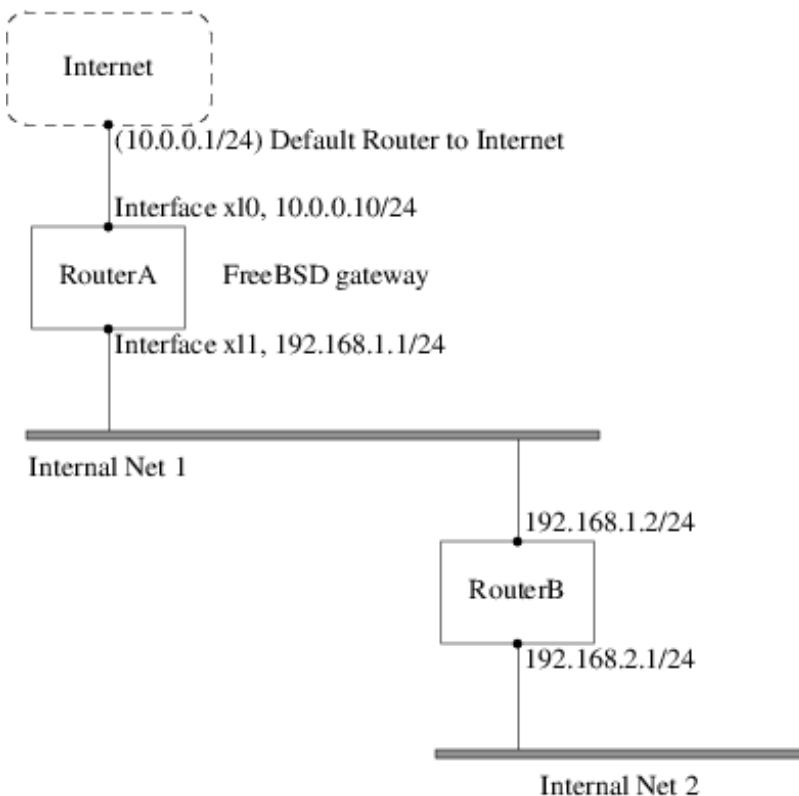 Internet
(10.0.0.1/24) Default Router to Internet
Interface xl0, 10.0.0.10/24
RouterA
FreeBSD gateway
Interface xl1, 192.168.1.1/24
Internal Net 1
192.168.1.2/24
RouterB
192.168.2.1/24
Internal Net 2